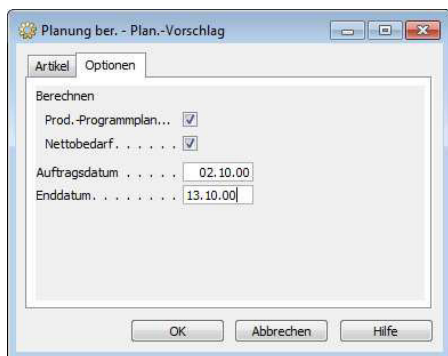 Planung ber. - Plan.-Vorschlag
Artikel Optionen
Berechnen
Prod.-Programmplan...
Nettobedarf. . . . . .
Auftragsdatum . . . . . 02.10.00
Enddatum. . . . . . . . 13.10.00
OK Abbrechen Hilfe